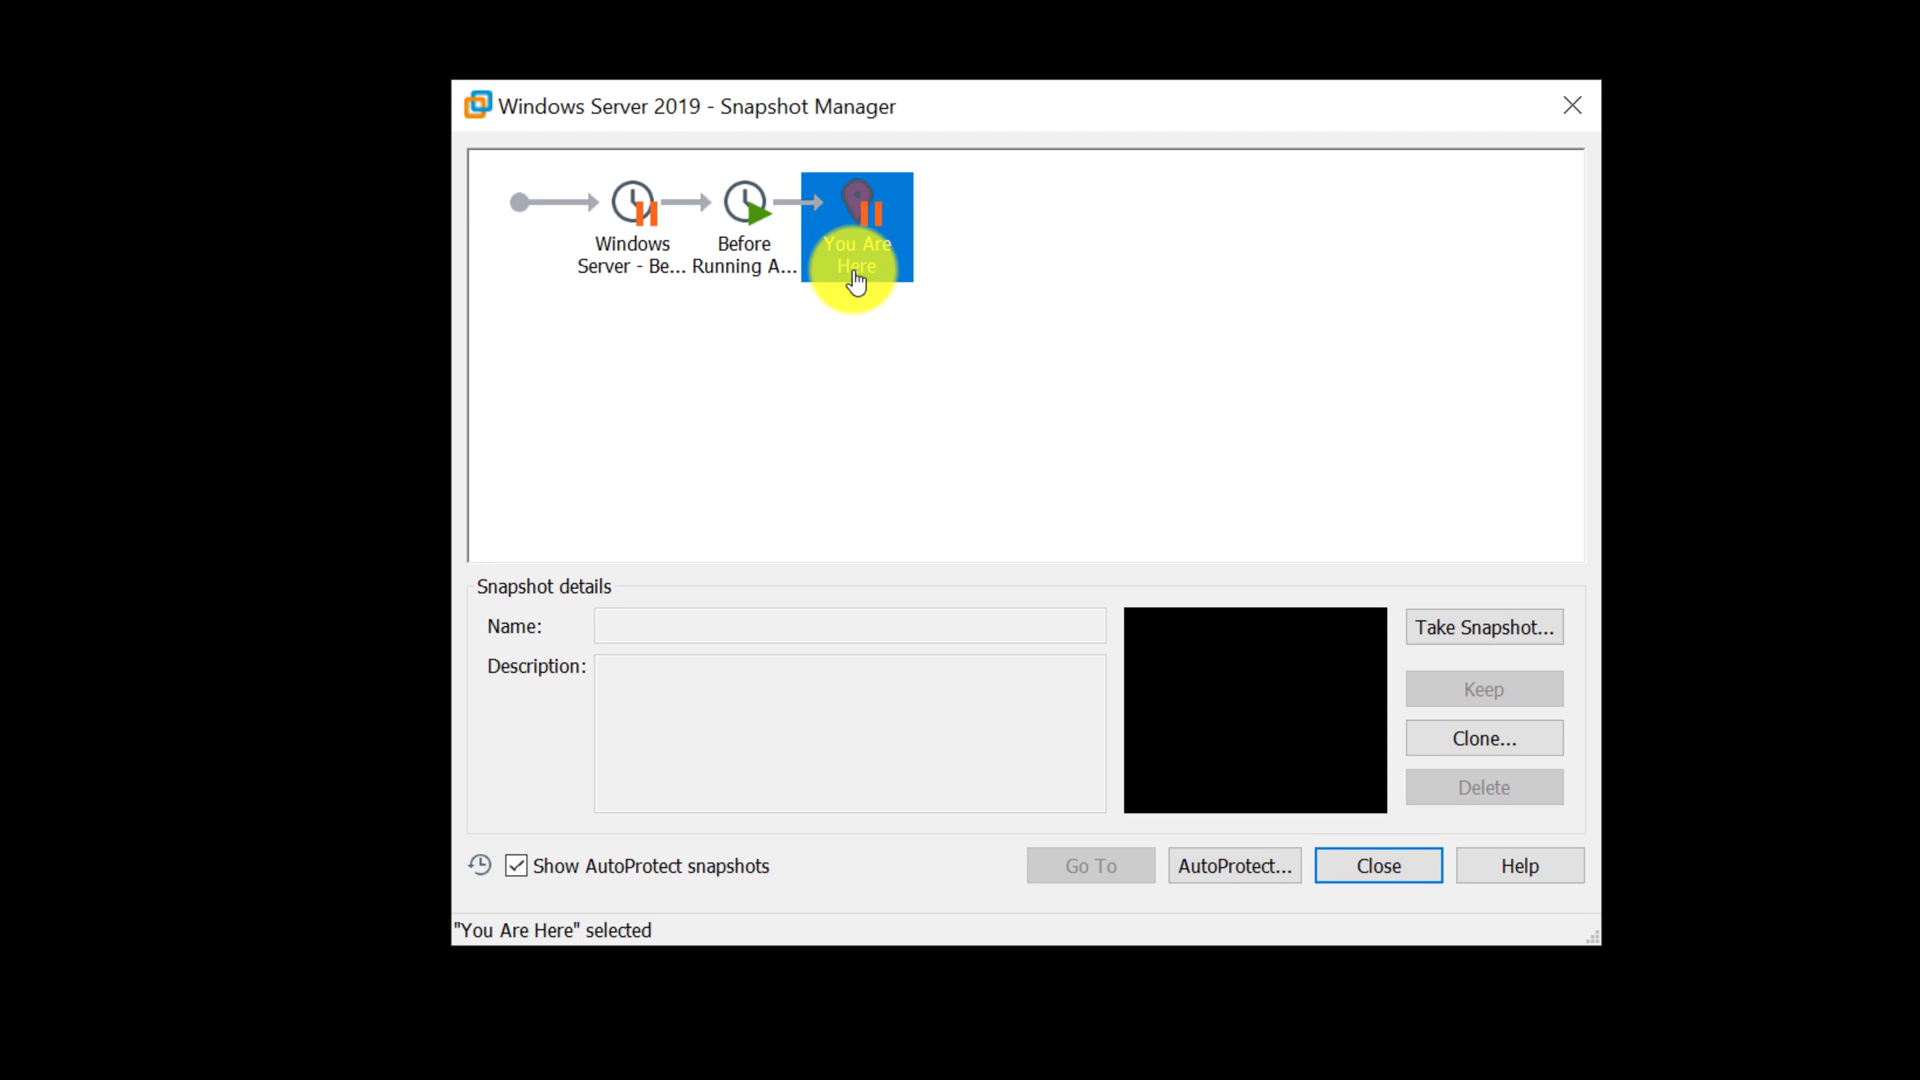 Windows Server 2019 - Snapshot Manager
Windows
Server - Be...
Before
Running A...
You Are
Here
Snapshot details
Name:
Description:
Take Snapshot...
Keep
Clone...
Delete
Show AutoProtect snapshots
Go To
AutoProtect...
Close
Help
"You Are Here" selected